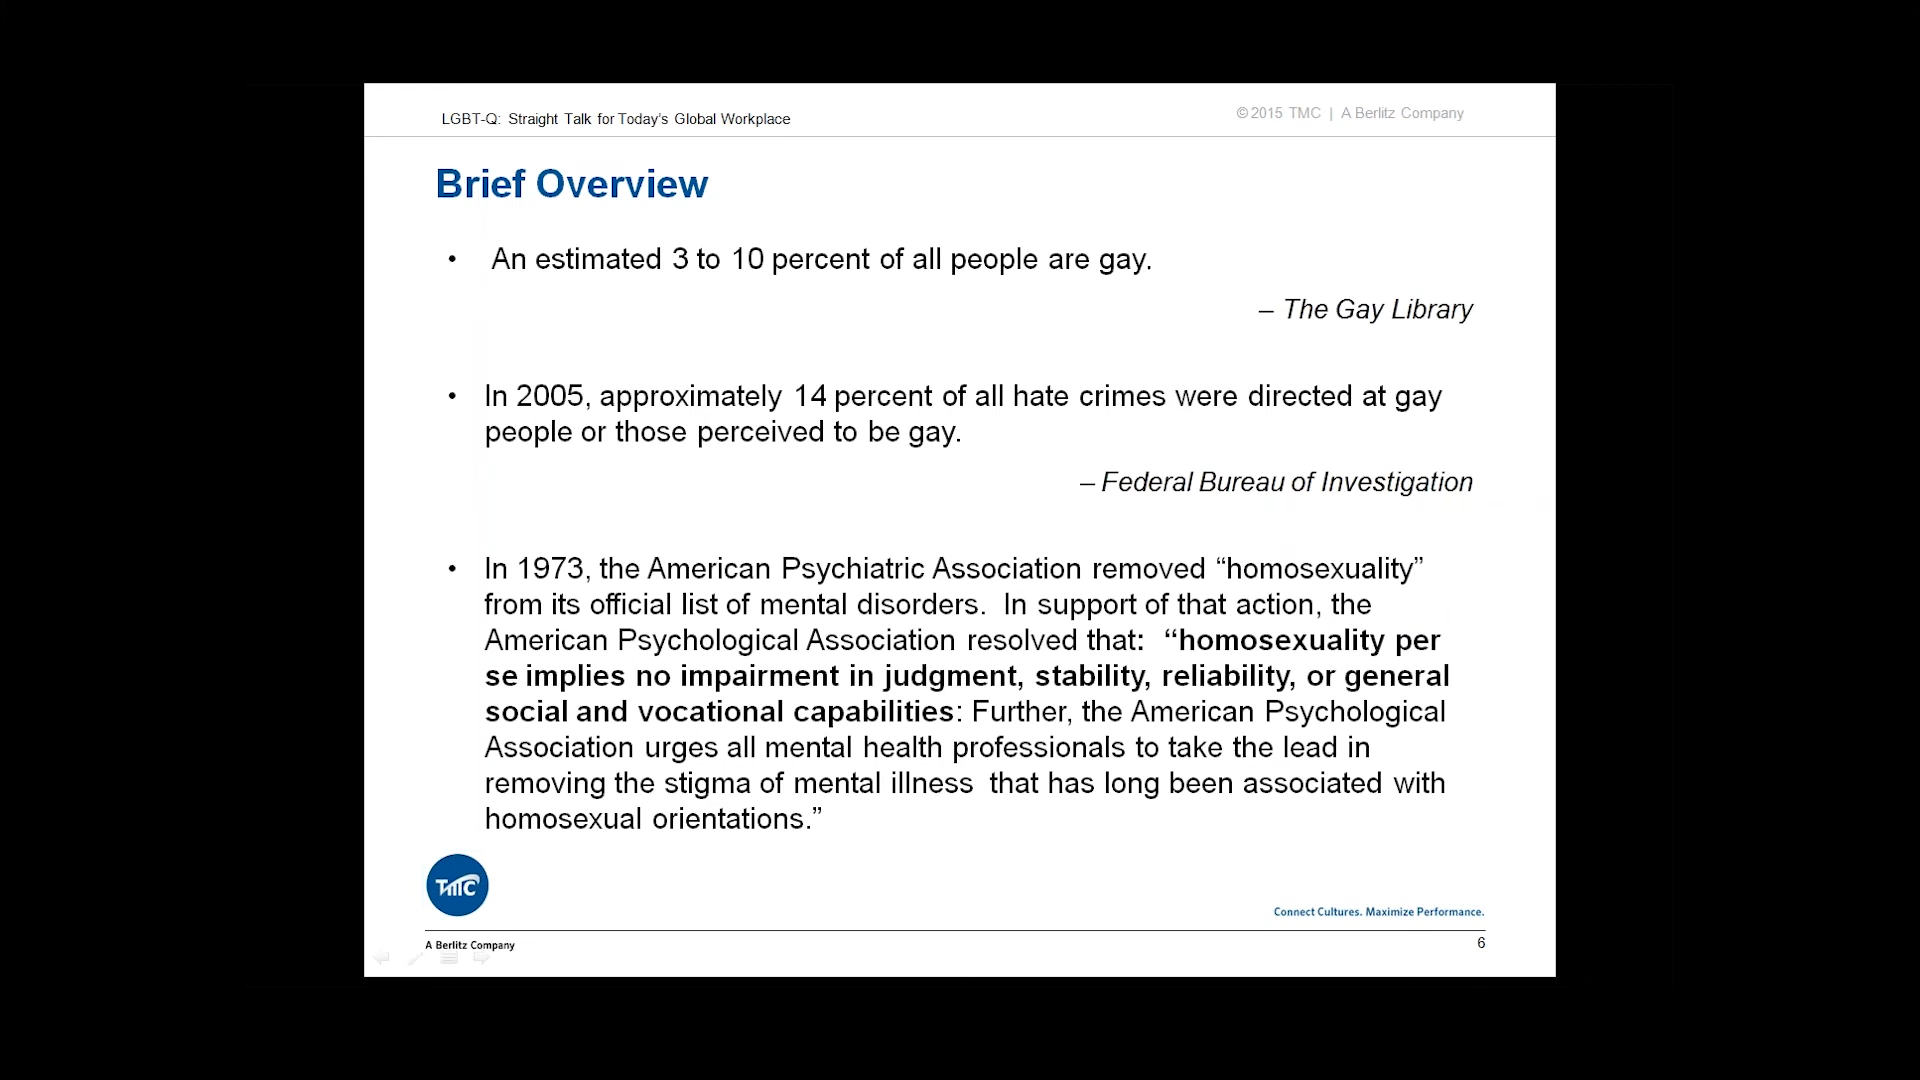 LGBT-Q: Straight Talk for Today's Global Workplace
©2015 TMC | A Berlitz Company
Brief Overview
• An estimated 3 to 10 percent of all people are gay.
– The Gay Library
• In 2005, approximately 14 percent of all hate crimes were directed at gay
people or those perceived to be gay.
– Federal Bureau of Investigation
• In 1973, the American Psychiatric Association removed “homosexuality”
from its official list of mental disorders. In support of that action, the
American Psychological Association resolved that: “homosexuality per
se implies no impairment in judgment, stability, reliability, or general
social and vocational capabilities: Further, the American Psychological
Association urges all mental health professionals to take the lead in
removing the stigma of mental illness that has long been associated with
homosexual orientations.”
TMC
Connect Cultures. Maximize Performance.
A Berlitz Company
6